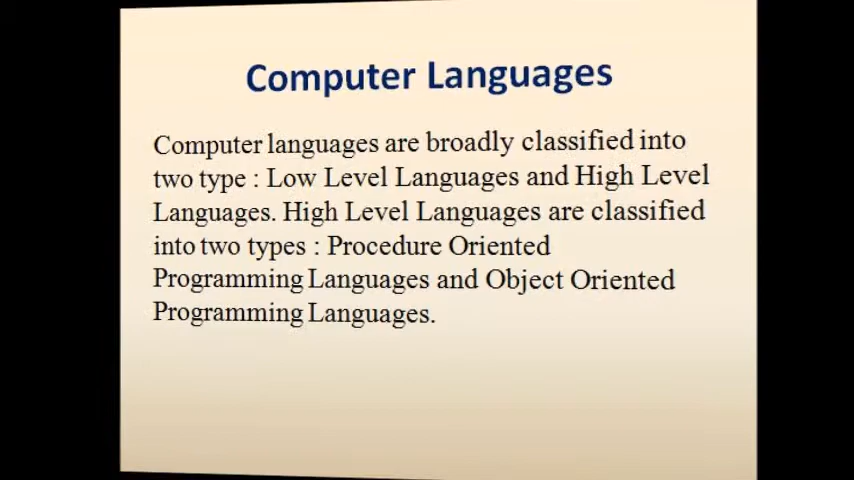 Computer Languages
Computer languages are broadly classified into
two type : Low Level Languages and High Level
Languages. High Level Languages are classified
into two types : Procedure Oriented
Programming Languages and Object Oriented
Programming Languages.